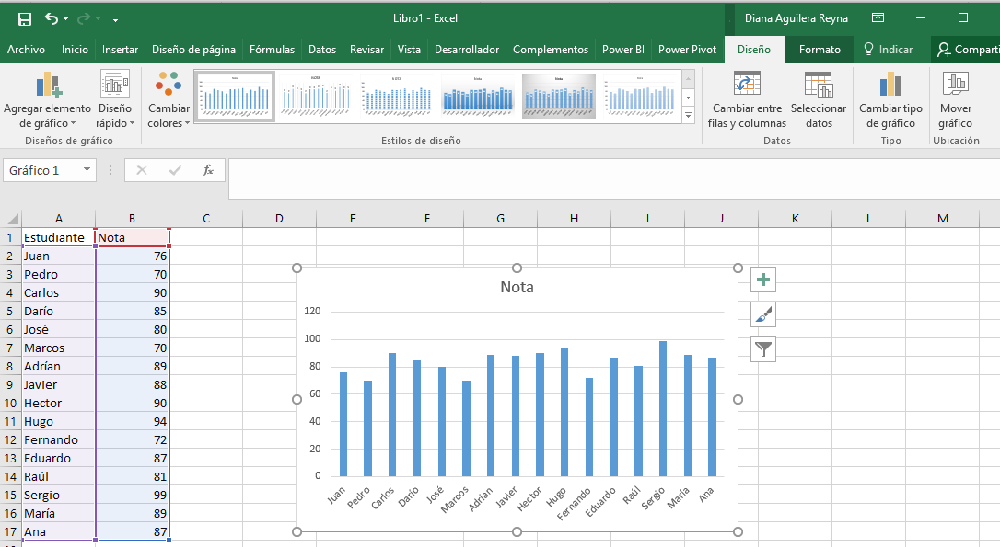 Libro1 - Excel
Diana Aguilera Reyna
Archivo Inicio Insertar Diseño de página Fórmulas Datos Revisar Vista Desarrollador Complementos Power BI Power Pivot Diseño Formato Indicar Comparti
Agregar elemento de gráfico
Diseño rápido
Cambiar colores
Cambiar entre filas y columnas
Seleccionar datos
Cambiar tipo de gráfico
Mover gráfico
Diseños de gráfico Estilos de diseño Datos Tipo Ubicación
Gráfico 1 fx
A B C D E F G H I J K L M
1 Estudiante Nota
2 Juan 76
3 Pedro 70
4 Carlos 90
5 Darío 85
6 José 80
7 Marcos 70
8 Adrían 89
9 Javier 88
10 Hector 90
11 Hugo 94
12 Fernando 72
13 Eduardo 87
14 Raúl 81
15 Sergio 99
16 María 89
17 Ana 87
Nota
120
100
80
60
40
20
0
Juan Pedro Carlos Darío José Marcos Adrían Javier Hector Hugo Fernando Eduardo Raúl Sergio María Ana